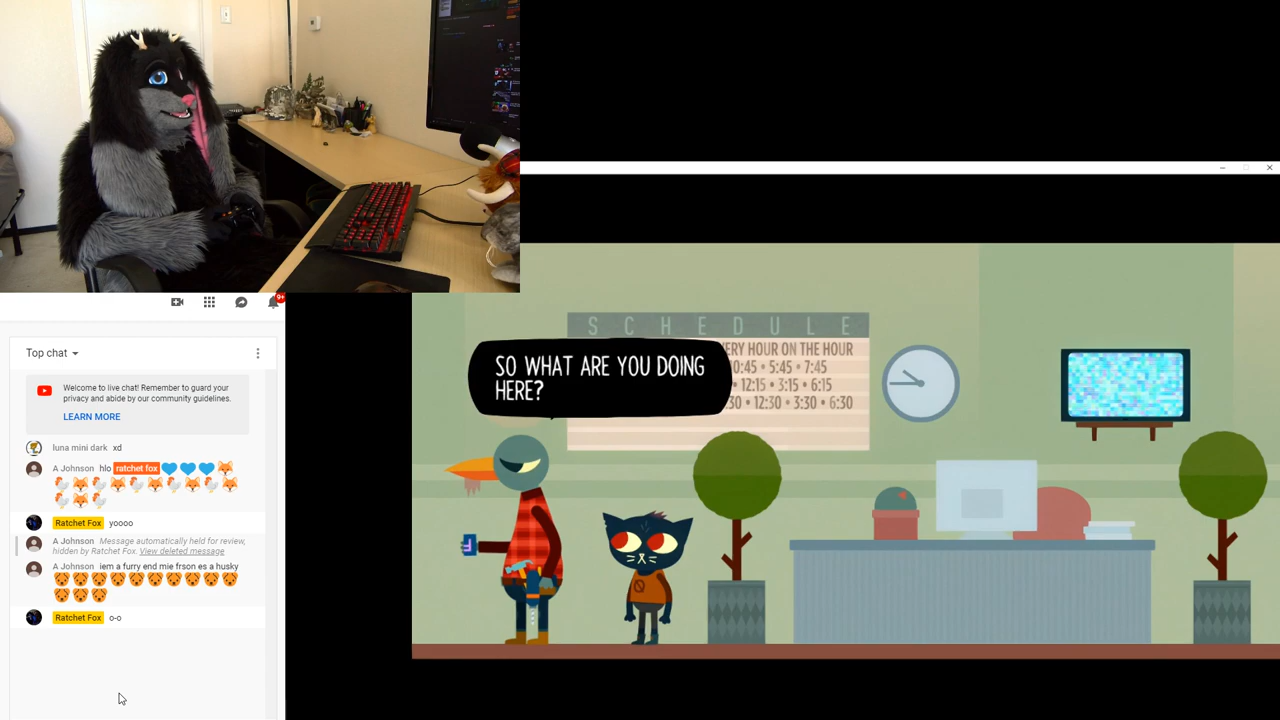 9+
Top chat
Welcome to live chat! Remember to guard your
privacy and abide by our community guidelines.
LEARN MORE
luna mini dark xd
A Johnson hlo ratchet fox
Ratchet Fox yoooo
A Johnson Message automatically held for review,
hidden by Ratchet Fox. View deleted message
A Johnson iem a furry end mie frson es a husky
Ratchet Fox o-o
SCHEDULE
VERY HOUR ON THE HOUR
10:45 • 5:45 • 7:45
• 12:15 • 3:15 • 6:15
30 • 12:30 • 3:30 • 6:30
SO WHAT ARE YOU DOING
HERE?